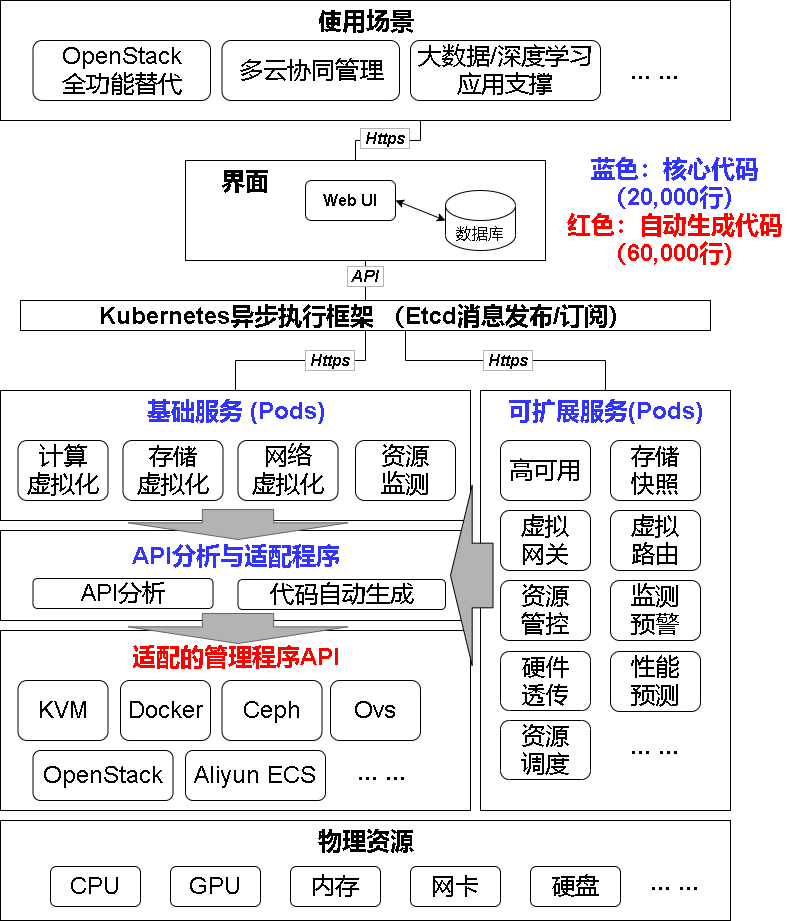 使用场景
OpenStack
全功能替代
多云协同管理
大数据/深度学习
应用支撑
... ...
Https
界面
Web UI
数据库
蓝色：核心代码
（20,000行）
红色：自动生成代码
（60,000行）
API
Kubernetes异步执行框架 （Etcd消息发布/订阅）
Https
Https
基础服务 (Pods)
计算
虚拟化
存储
虚拟化
网络
虚拟化
资源
监测
API分析与适配程序
API分析
代码自动生成
适配的管理程序API
KVM
Docker
Ceph
Ovs
OpenStack
Aliyun ECS
... ...
可扩展服务(Pods)
高可用
存储
快照
虚拟
网关
虚拟
路由
资源
管控
监测
预警
硬件
透传
性能
预测
资源
调度
... ...
物理资源
CPU
GPU
内存
网卡
硬盘
... ...